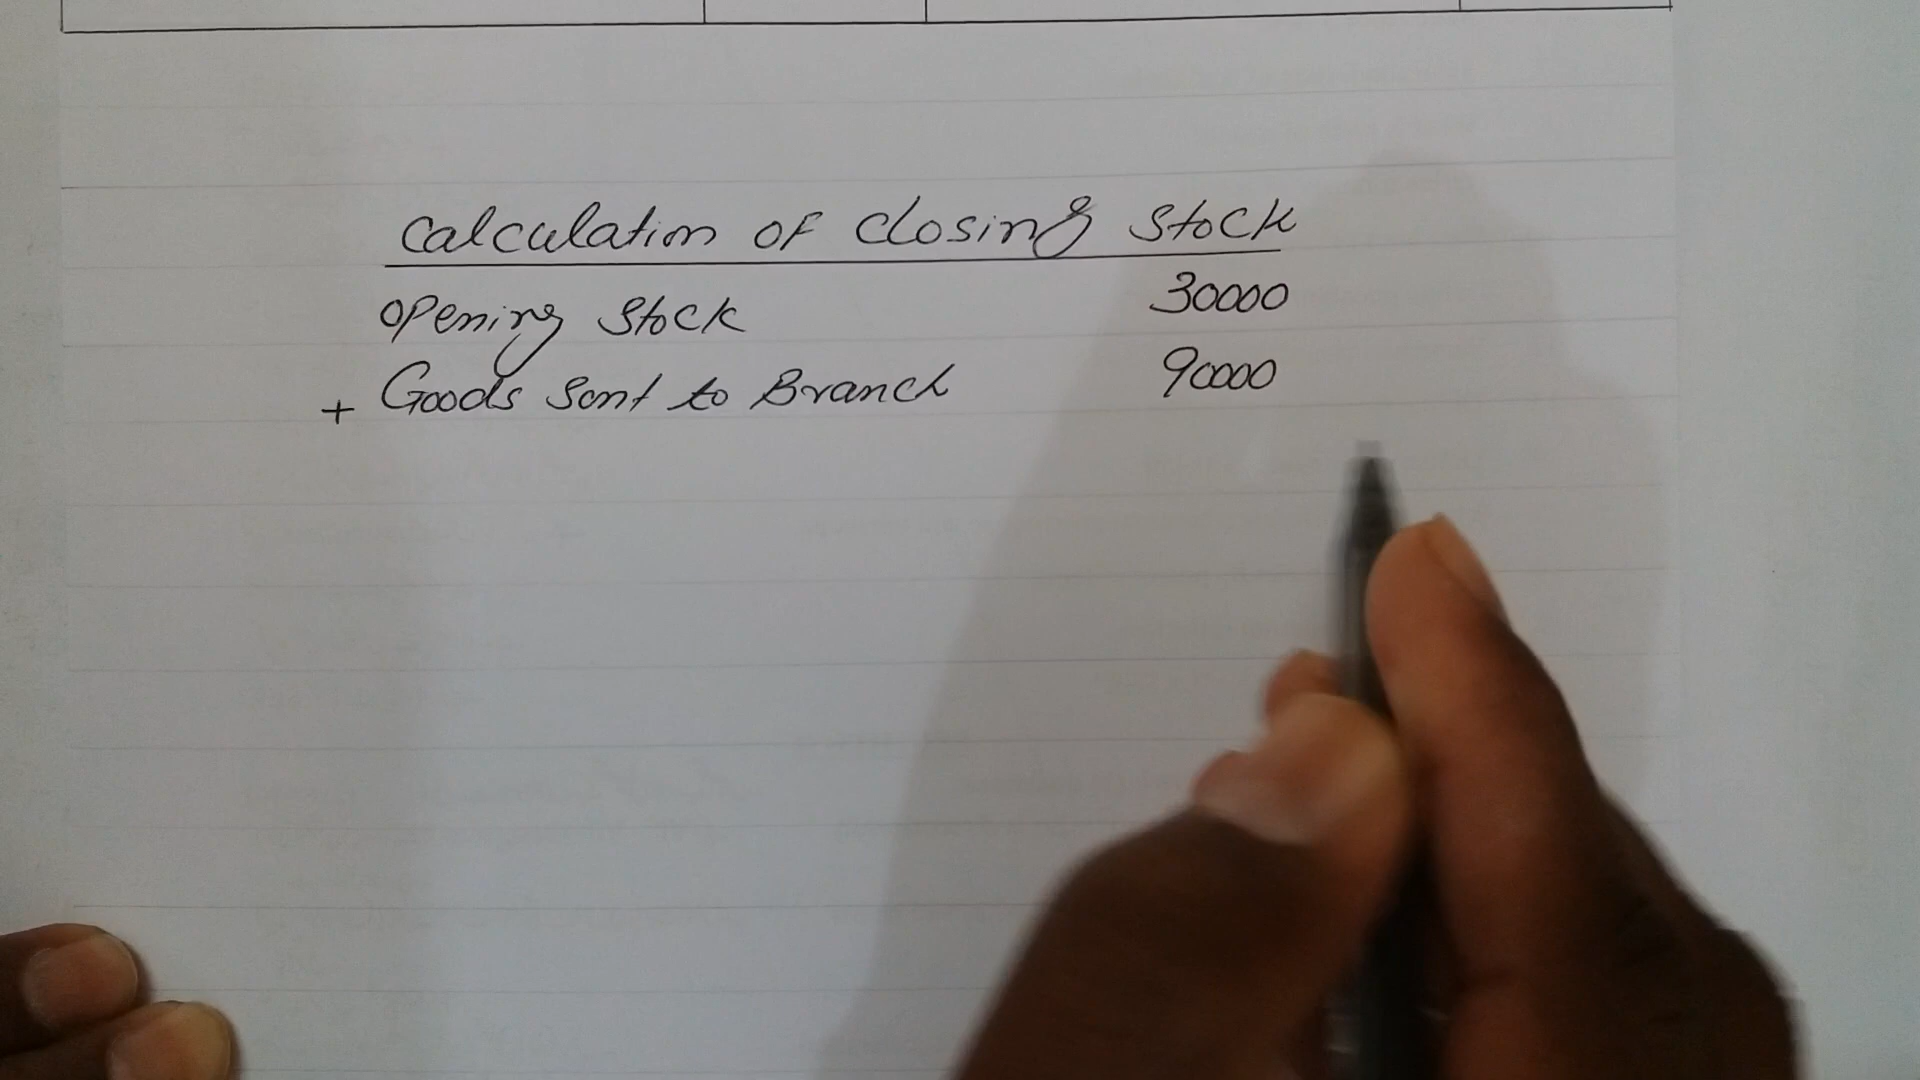 Calculation of closing Stock
opening Stock 30000
+ Goods Sent to Branch 90000